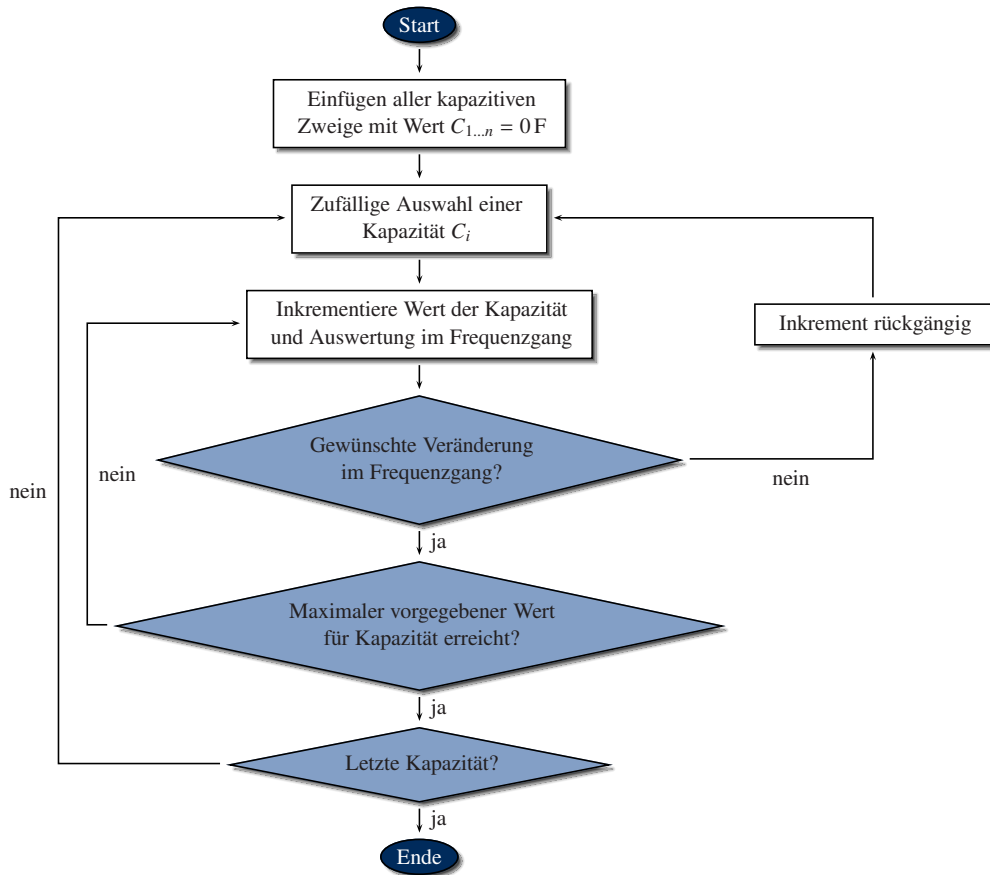 Start
Einfügen aller kapazitiven
Zweige mit Wert C1...n = 0 F
Zufällige Auswahl einer
Kapazität Ci
Inkrementiere Wert der Kapazität
und Auswertung im Frequenzgang
Inkrement rückgängig
Gewünschte Veränderung
im Frequenzgang?
nein
nein
nein
ja
Maximaler vorgegebener Wert
für Kapazität erreicht?
ja
Letzte Kapazität?
ja
Ende